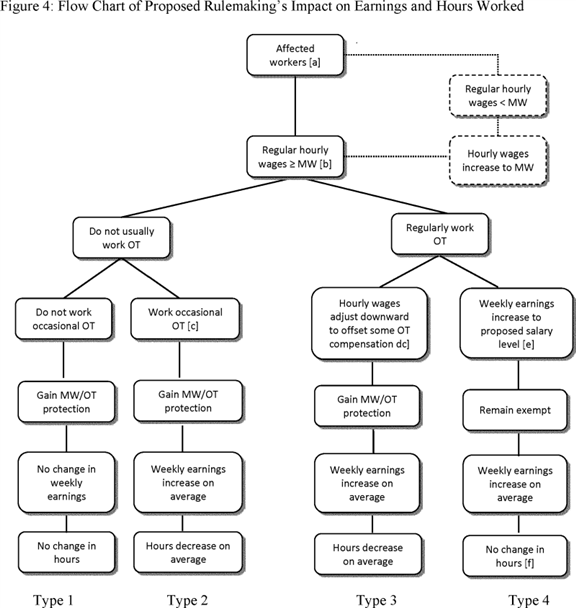 Figure 4: Flow Chart of Proposed Rulemaking's Impact on Earnings and Hours Worked
Affected
workers [a]
Regular hourly
wages < MW
Regular hourly
wages ≥ MW [b]
Hourly wages
increase to MW
Do not usually
work OT
Regularly work
OT
Do not work
occasional OT
Work occasional
OT [c]
Hourly wages
adjust downward
to offset some OT
compensation dc]
Weekly earnings
increase to
proposed salary
level [e]
Gain MW/OT
protection
Gain MW/OT
protection
Gain MW/OT
protection
Remain exempt
No change in
weekly
earnings
Weekly earnings
increase on
average
Weekly earnings
increase on
average
Weekly earnings
increase on
average
No change in
hours
Hours decrease on
average
Hours decrease on
average
No change in
hours [f]
Type 1
Type 2
Type 3
Type 4